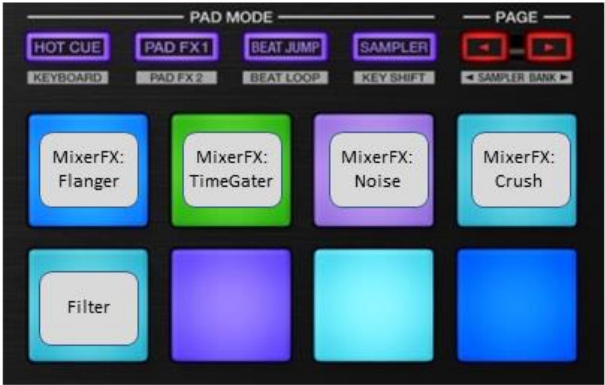 PAD MODE
PAGE
HOT CUE
PAD FX1
BEAT JUMP
SAMPLER
KEYBOARD
PAD FX 2
BEAT LOOP
KEY SHIFT
◄ SAMPLER BANK ►
MixerFX:
Flanger
MixerFX:
TimeGater
MixerFX:
Noise
MixerFX:
Crush
Filter